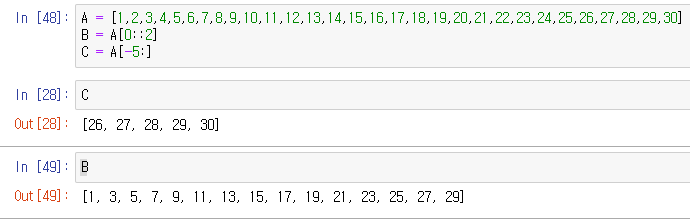 In [48]: A = [1,2,3,4,5,6,7,8,9,10,11,12,13,14,15,16,17,18,19,20,21,22,23,24,25,26,27,28,29,30]
B = A[0::2]
C = A[-5:]
In [28]: C
Out[28]: [26, 27, 28, 29, 30]
In [49]: B
Out[49]: [1, 3, 5, 7, 9, 11, 13, 15, 17, 19, 21, 23, 25, 27, 29]